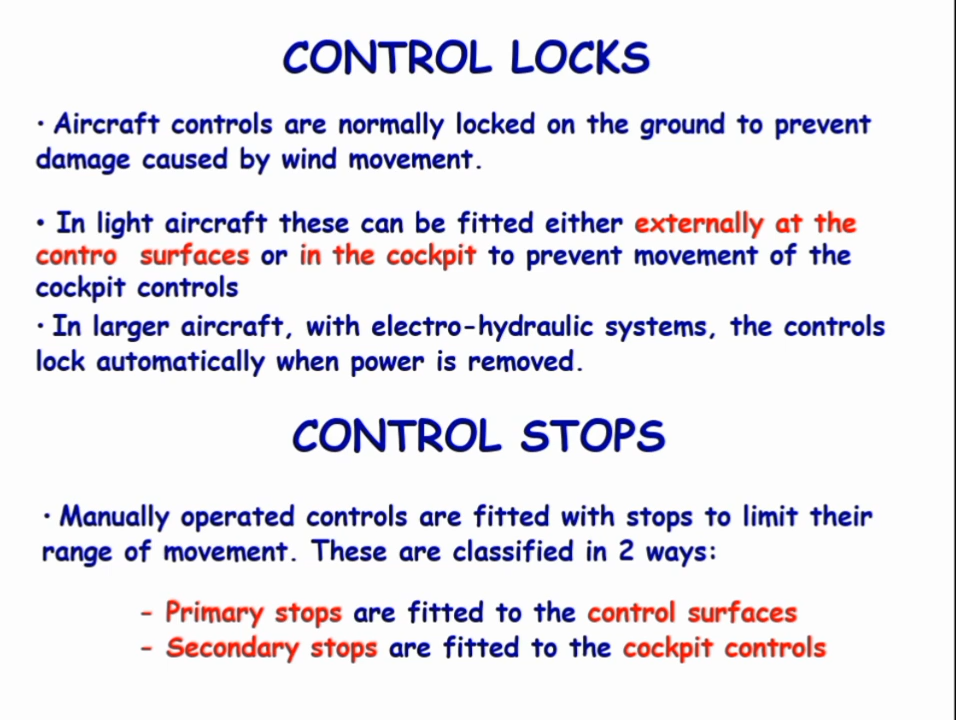 CONTROL LOCKS
• Aircraft controls are normally locked on the ground to prevent
damage caused by wind movement.
• In light aircraft these can be fitted either externally at the
contro  surfaces or in the cockpit to prevent movement of the
cockpit controls
• In larger aircraft, with electro-hydraulic systems, the controls
lock automatically when power is removed.
CONTROL STOPS
• Manually operated controls are fitted with stops to limit their
range of movement. These are classified in 2 ways:
- Primary stops are fitted to the control surfaces
- Secondary stops are fitted to the cockpit controls